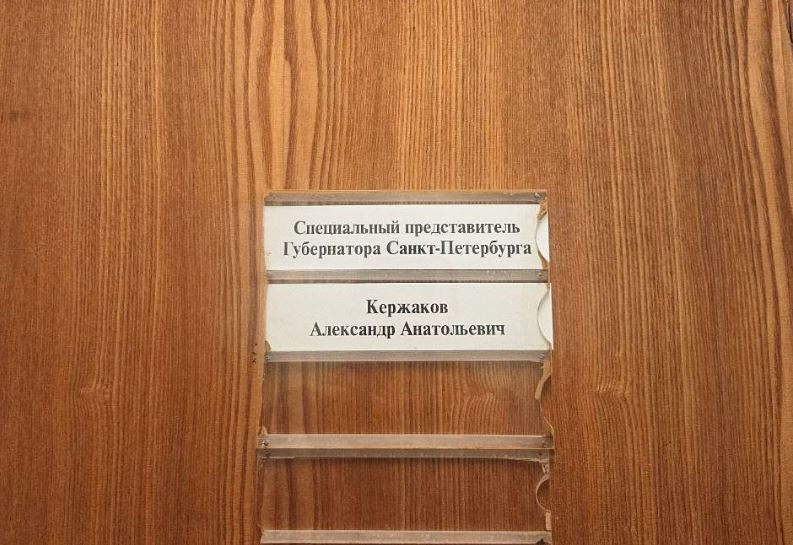 Специальный представитель
Губернатора Санкт-Петербурга
Кержаков
Александр Анатольевич